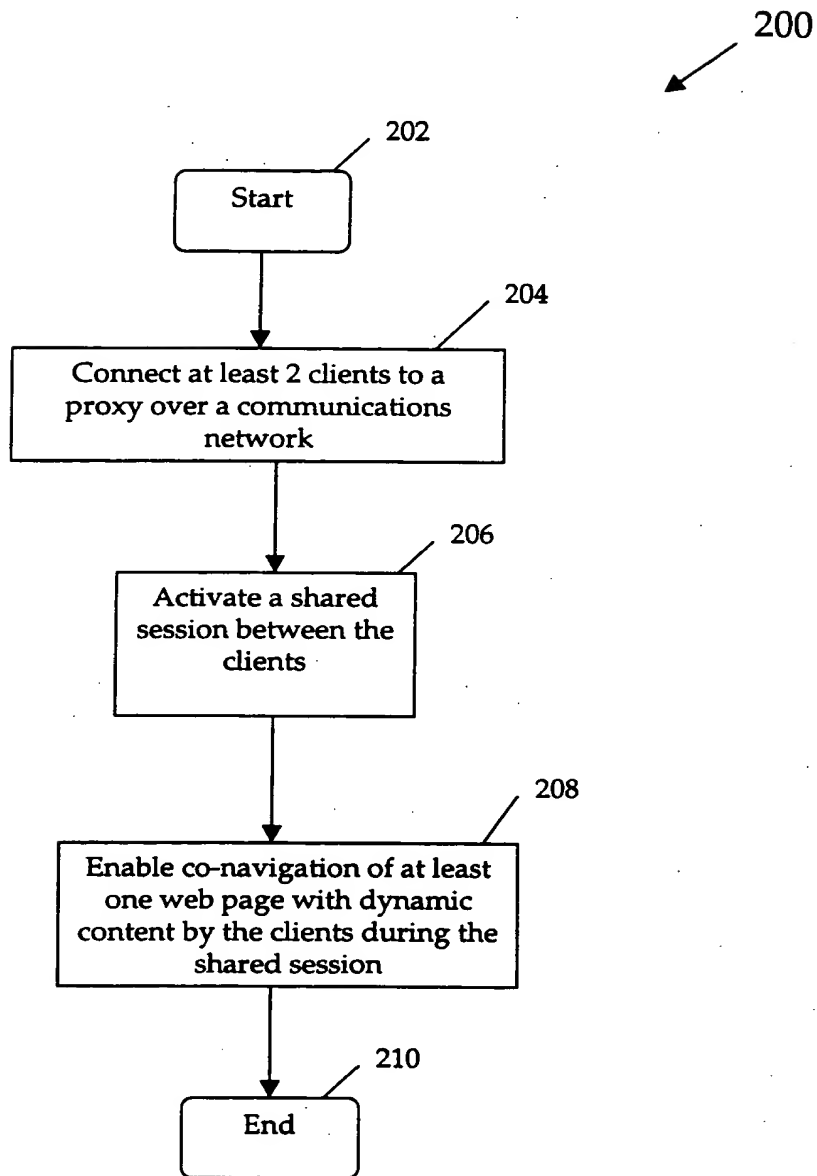 200
202
Start
204
Connect at least 2 clients to a
proxy over a communications
network
206
Activate a shared
session between the
clients
208
Enable co-navigation of at least
one web page with dynamic
content by the clients during the
shared session
210
End